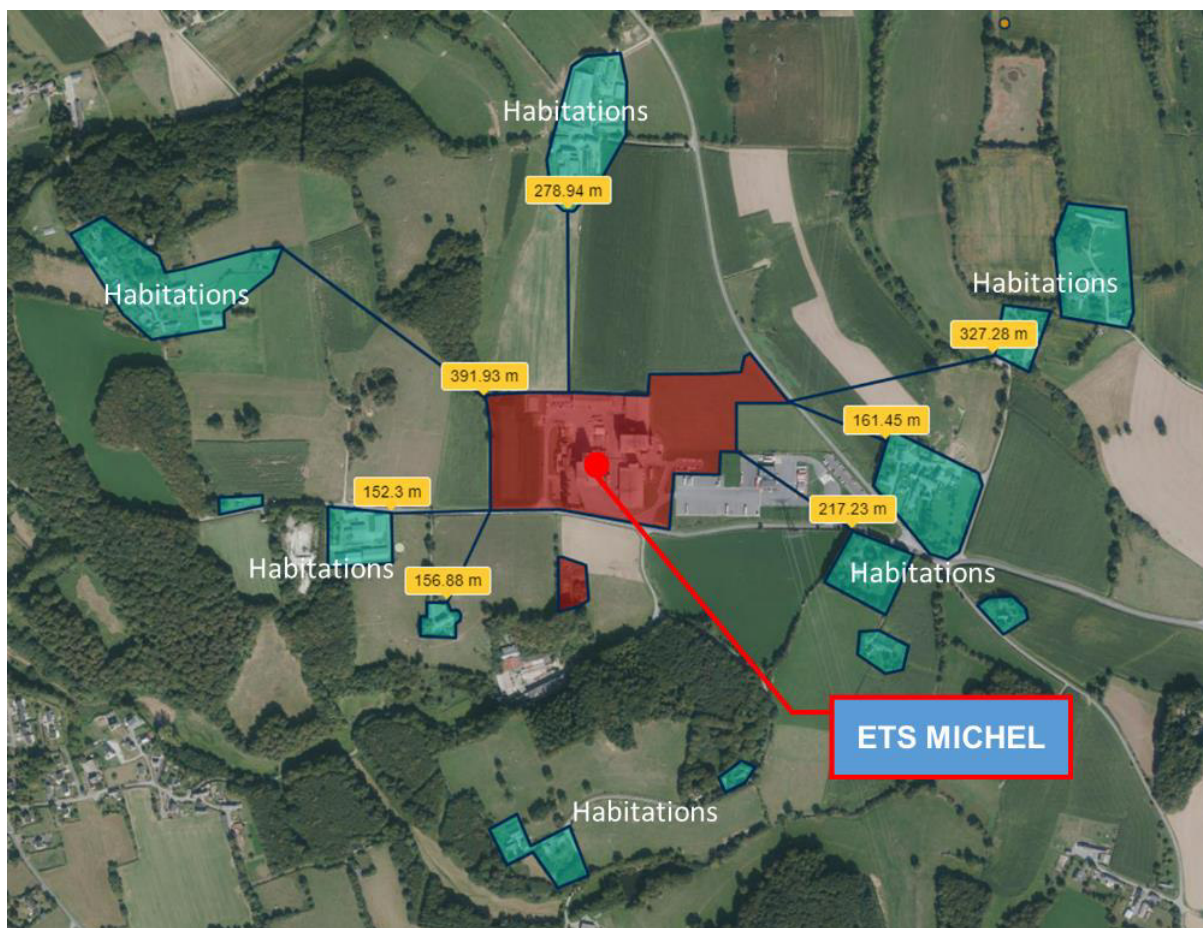 Habitations
278.94 m
Habitations
Habitations
327.28 m
391.93 m
161.45 m
152.3 m
217.23 m
Habitations
156.88 m
Habitations
ETS MICHEL
Habitations